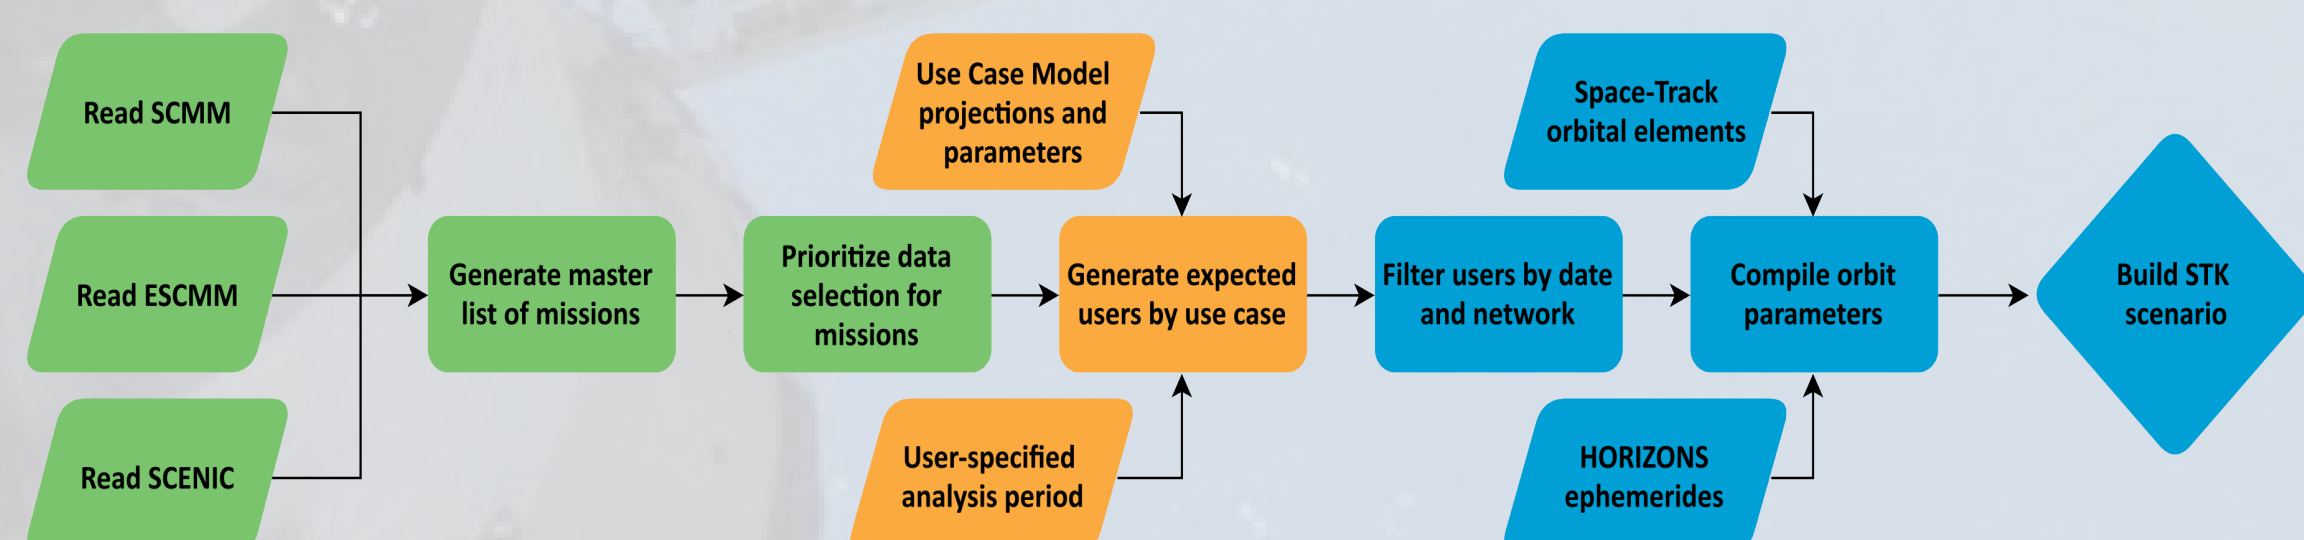 Read SCMM
Read ESCMM
Read SCENIC
Generate master
list of missions
Prioritize data
selection for
missions
Use Case Model
projections and
parameters
Generate expected
users by use case
User-specified
analysis period
Filter users by date
and network
Space-Track
orbital elements
Compile orbit
parameters
HORIZONS
ephemerides
Build STK
scenario